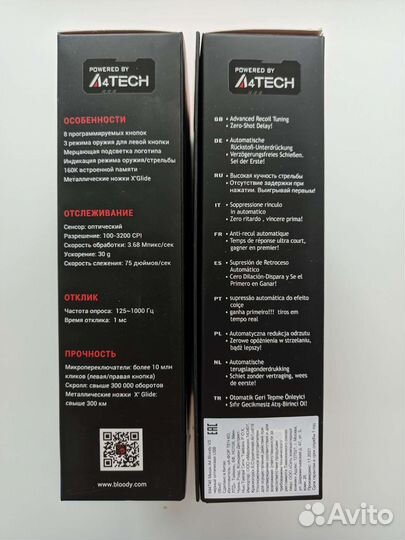 POWERED BY
A4TECH
ОСОБЕННОСТИ
8 программируемых кнопок
3 режима оружия для левой кнопки
Мерцающая подсветка логотипа
Индикация режима оружия/стрельбы
160K встроенной памяти
Металлические ножки X'Glide
ОТСЛЕЖИВАНИЕ
Сенсор: оптический
Разрешение: 100-3200 CPI
Скорость обработки: 3.68 Мпикс/сек
Ускорение: 30 g
Скорость слежения: 75 дюймов/сек
ОТКЛИК
Частота опроса: 125~1000 Гц
Время отклика: 1 мс
ПРОЧНОСТЬ
Микропереключатели: более 10 млн
кликов (левая/правая кнопка)
Скролл: свыше 300 000 оборотов
Металлические ножки X'Glide:
свыше 300 км
www.bloody.com
POWERED BY
A4TECH
GB • Advanced Recoil Tuning
• Zero-Shot Delay!
DE • Automatische
Rückstoß-Unterdrückung
• Verzögerungsfreies Schießen.
Sei der Erste!
RU • Высокая кучность стрельбы
• Отсутствие задержки при
нажатии. Выигрывай первым!
IT • Soppressione rinculo
in automatico
• Zero ritardo , vincere prima!
FR • Anti-recul automatique
• Temps de réponse ultra court,
gagner en premier!
ES • Supresión de Retroceso
Automático
• Cero Dilación-Dispara y Se el
Primero en Ganar!
PT • supressão automática do efeito
coiçe
• ganha primeiro!!! tiros em
tempo real
PL • Automatyczna redukcja odrzutu
• Zerowe opóźnienia w strzelaniu,
bądź lepszy!
NL • Automatische
terugslagonderdrukking
• Schiet zonder vertraging, wees
de eerste!
TR • Otomatik Geri Tepme Önleyici
• Sıfır Gecikmesiz Atış-Birinci Ol!
EAC
Avito